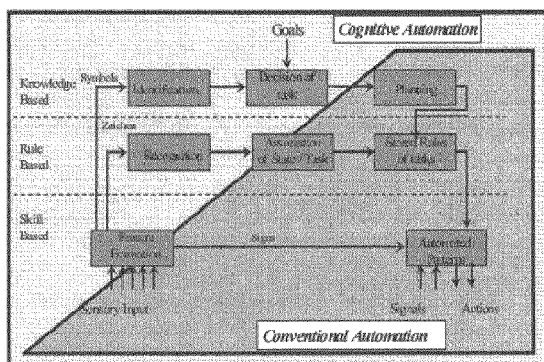 Goals
Cognitive Automation
Symbols
Knowledge
Based
Identification
Decision of
task
Planning
Zeichen
Rule
Based
Recognition
Association
of State / Task
Stored Rules
of tasks
Skill
Based
Feature
Formation
Signs
Automated
Patterns
Sensory Input
Signals
Actions
Conventional Automation